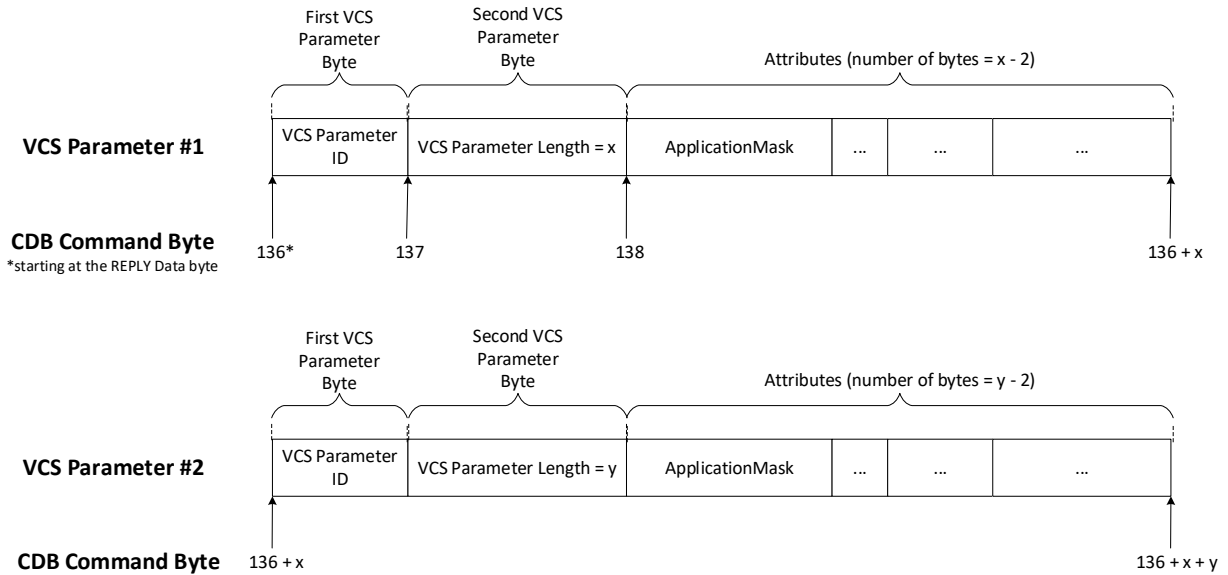 First VCS
Parameter
Byte
Second VCS
Parameter
Byte
Attributes (number of bytes = x - 2)
VCS Parameter #1
VCS Parameter
ID
VCS Parameter Length = x
ApplicationMask
...
...
...
CDB Command Byte
*starting at the REPLY Data byte
136*
137
138
136 + x
First VCS
Parameter
Byte
Second VCS
Parameter
Byte
Attributes (number of bytes = y - 2)
VCS Parameter #2
VCS Parameter
ID
VCS Parameter Length = y
ApplicationMask
...
...
...
CDB Command Byte
136 + x
136 + x + y